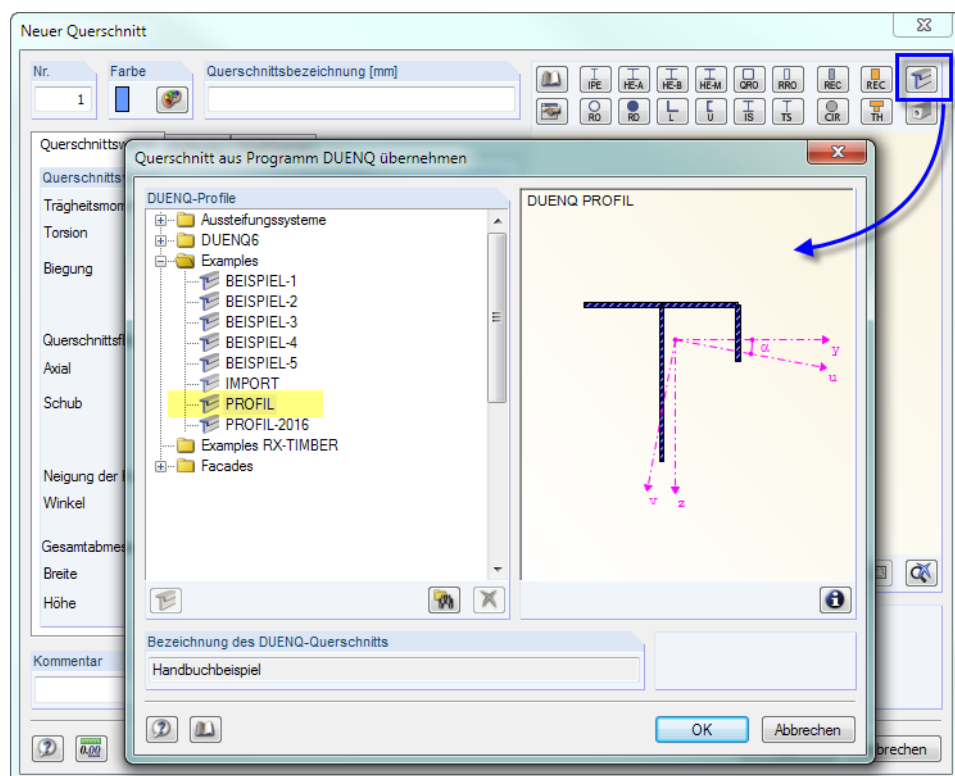 Neuer Querschnitt
Nr.
Farbe
Querschnittsbezeichnung [mm]
1
IPE HE-A HE-B HE-M QRO RRO REC REC
RO RD L U IS TS CIR TH
Querschnittsw
Querschnitts
Trägheitsmom
Torsion
Biegung
Querschnittsfl
Axial
Schub
Neigung der
Winkel
Gesamtabmes
Breite
Höhe
Kommentar
0.00
brechen
Querschnitt aus Programm DUENQ übernehmen
DUENQ-Profile
Aussteifungssysteme
DUENQ6
Examples
BEISPIEL-1
BEISPIEL-2
BEISPIEL-3
BEISPIEL-4
BEISPIEL-5
IMPORT
PROFIL
PROFIL-2016
Examples RX-TIMBER
Facades
DUENQ PROFIL
α
y
u
v
z
Bezeichnung des DUENQ-Querschnitts
Handbuchbeispiel
OK
Abbrechen